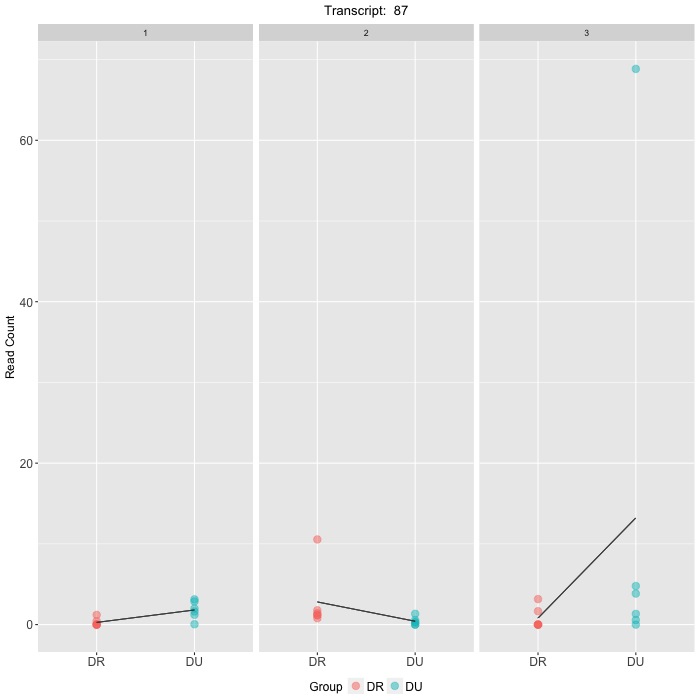 Transcript:  87
1 2 3
60
40
20
0
Read Count
DR DU DR DU DR DU
Group DR DU